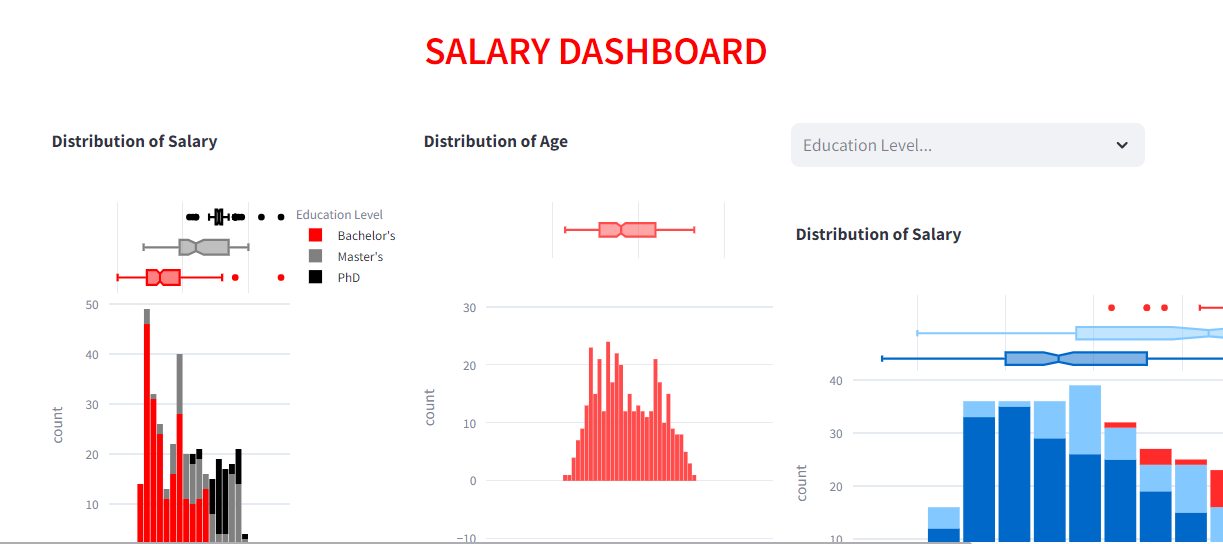 SALARY DASHBOARD
Distribution of Salary
Distribution of Age
Education Level...
Education Level
Bachelor's
Master's
PhD
Distribution of Salary
50
40
30
20
10
count
30
20
10
0
−10
count
40
30
20
10
count